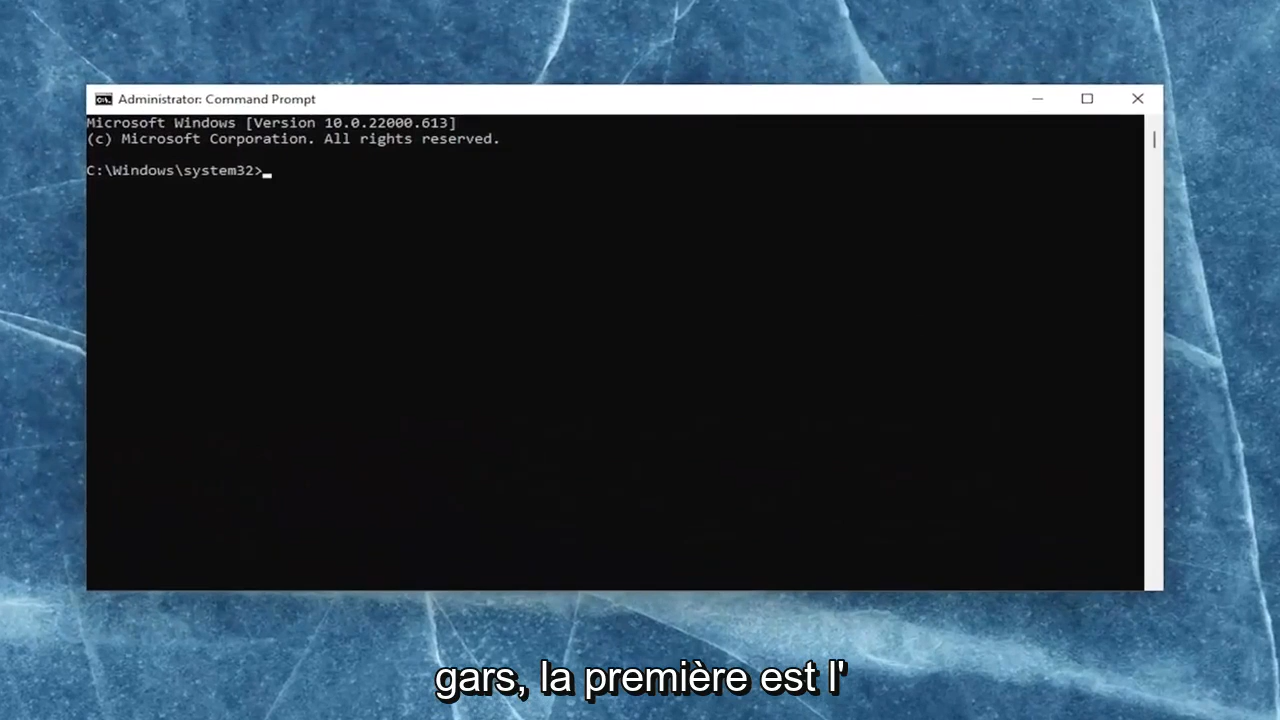 Administrator: Command Prompt
Microsoft Windows [Version 10.0.22000.613]
(c) Microsoft Corporation. All rights reserved.
C:\Windows\system32>
gars, la première est l'